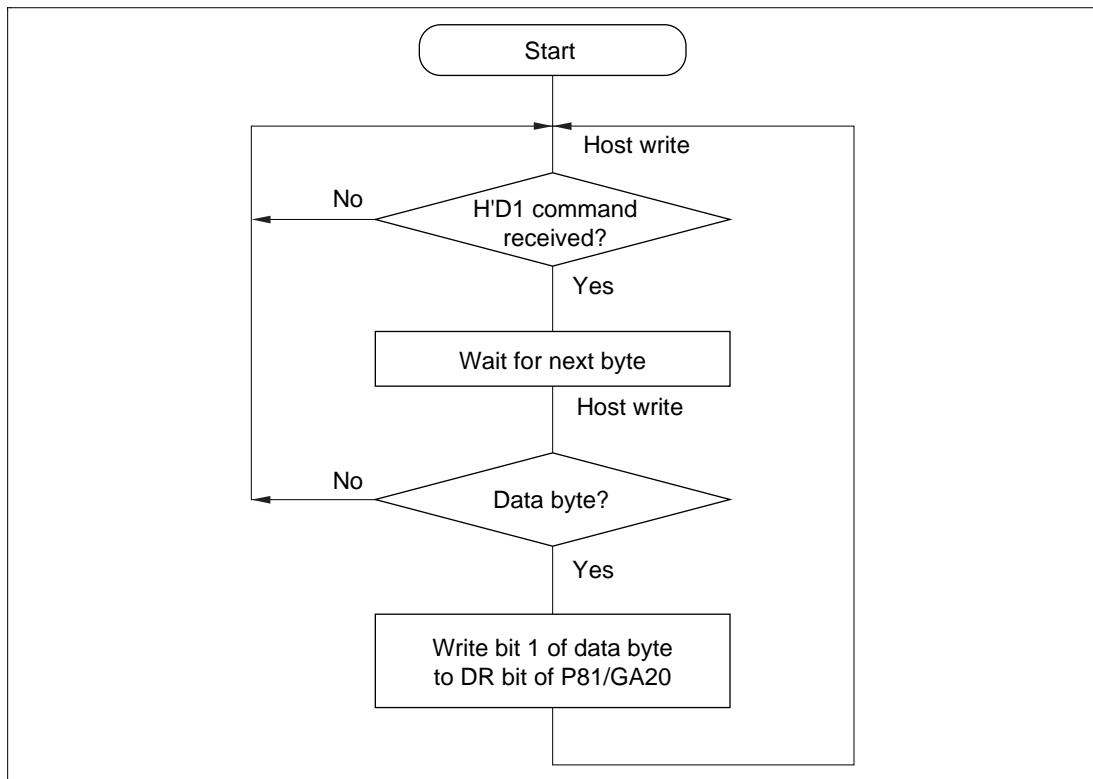 Start
Host write
No
H'D1 command
received?
Yes
Wait for next byte
Host write
No
Data byte?
Yes
Write bit 1 of data byte
to DR bit of P81/GA20